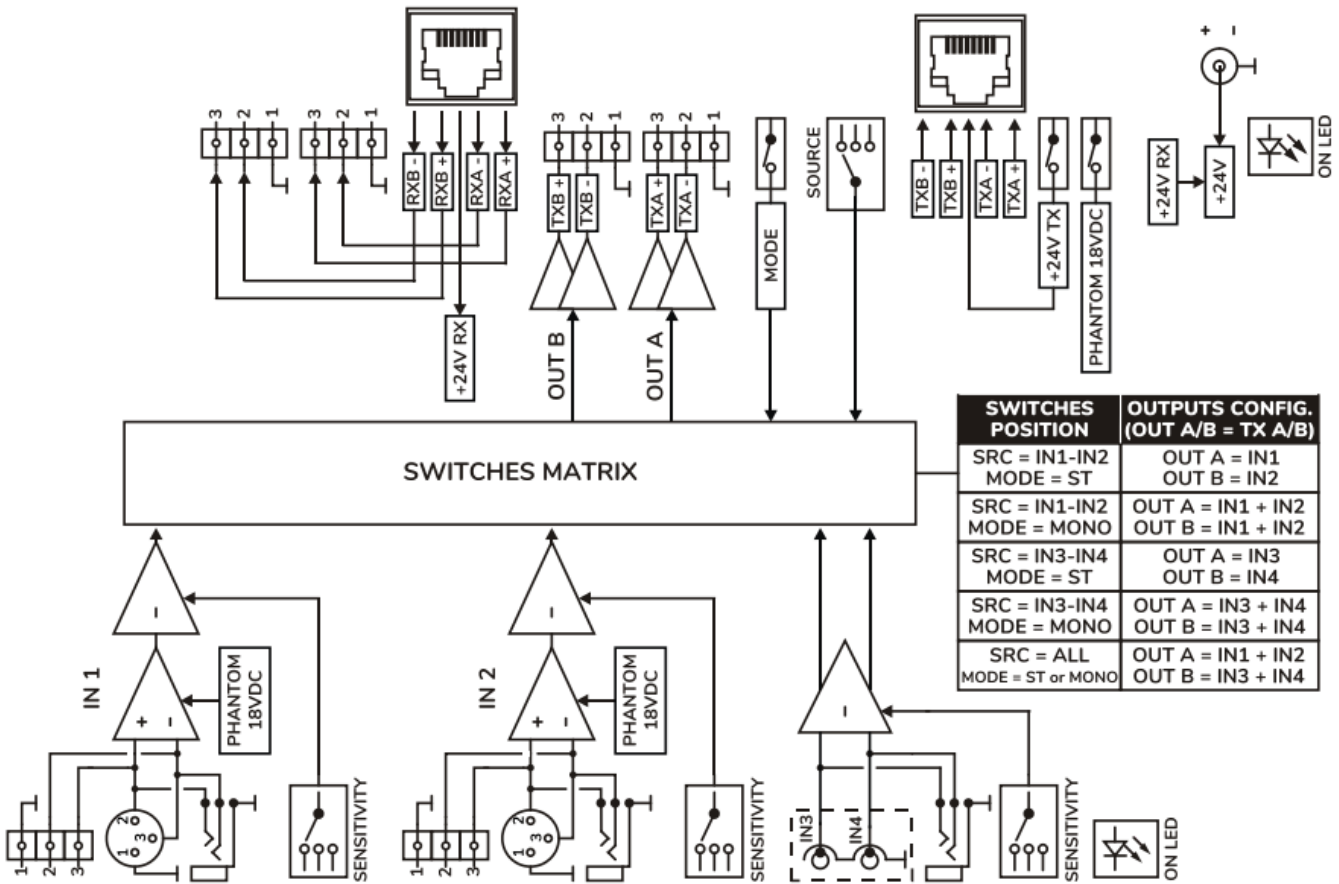 3
2
1
3
2
1
RXB -
RXB +
RXA -
RXA +
+24V RX
3
2
1
3
2
1
TXB +
TXB -
TXA +
TXA -
OUT B
OUT A
MODE
SOURCE
TXB -
TXB +
TXA -
TXA +
+24V TX
PHANTOM 18VDC
+ -
+24V RX
+24V
ON LED
SWITCHES MATRIX
SWITCHES
POSITION
OUTPUTS CONFIG.
(OUT A/B = TX A/B)
SRC = IN1-IN2
MODE = ST
OUT A = IN1
OUT B = IN2
SRC = IN1-IN2
MODE = MONO
OUT A = IN1 + IN2
OUT B = IN1 + IN2
SRC = IN3-IN4
MODE = ST
OUT A = IN3
OUT B = IN4
SRC = IN3-IN4
MODE = MONO
OUT A = IN3 + IN4
OUT B = IN3 + IN4
SRC = ALL
MODE = ST or MONO
OUT A = IN1 + IN2
OUT B = IN3 + IN4
IN 1
-
+ -
PHANTOM
18VDC
1
2
3
2
3
1
SENSITIVITY
IN 2
-
+ -
PHANTOM
18VDC
1
2
3
2
3
1
SENSITIVITY
-
IN3
IN4
SENSITIVITY
ON LED